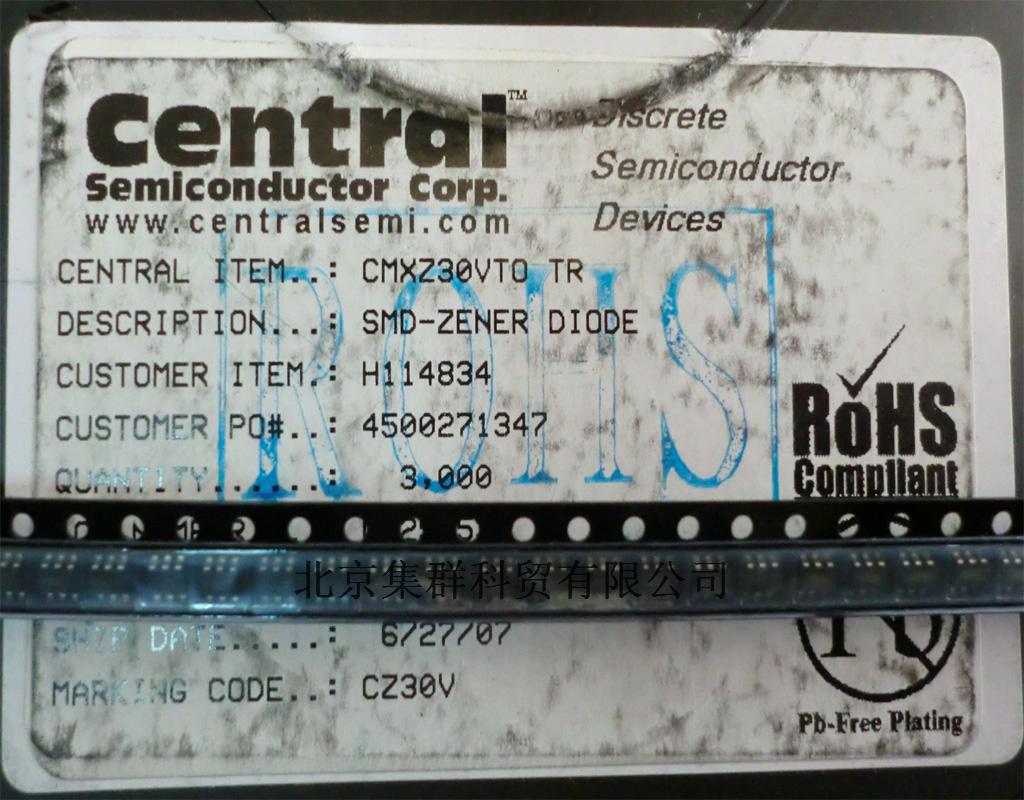 Central™
Semiconductor Corp.
www.centralsemi.com
Discrete
Semiconductor
Devices
CENTRAL ITEM..: CMXZ30VTO TR
DESCRIPTION...: SMD-ZENER DIODE
CUSTOMER ITEM.: H114834
CUSTOMER PO#..: 4500271347
QUANTITY......: 3,000
ROHS
RoHS
Compliant
北京集群科贸有限公司
SHIP DATE.....: 6/27/07
MARKING CODE..: CZ30V
Pb-Free Plating